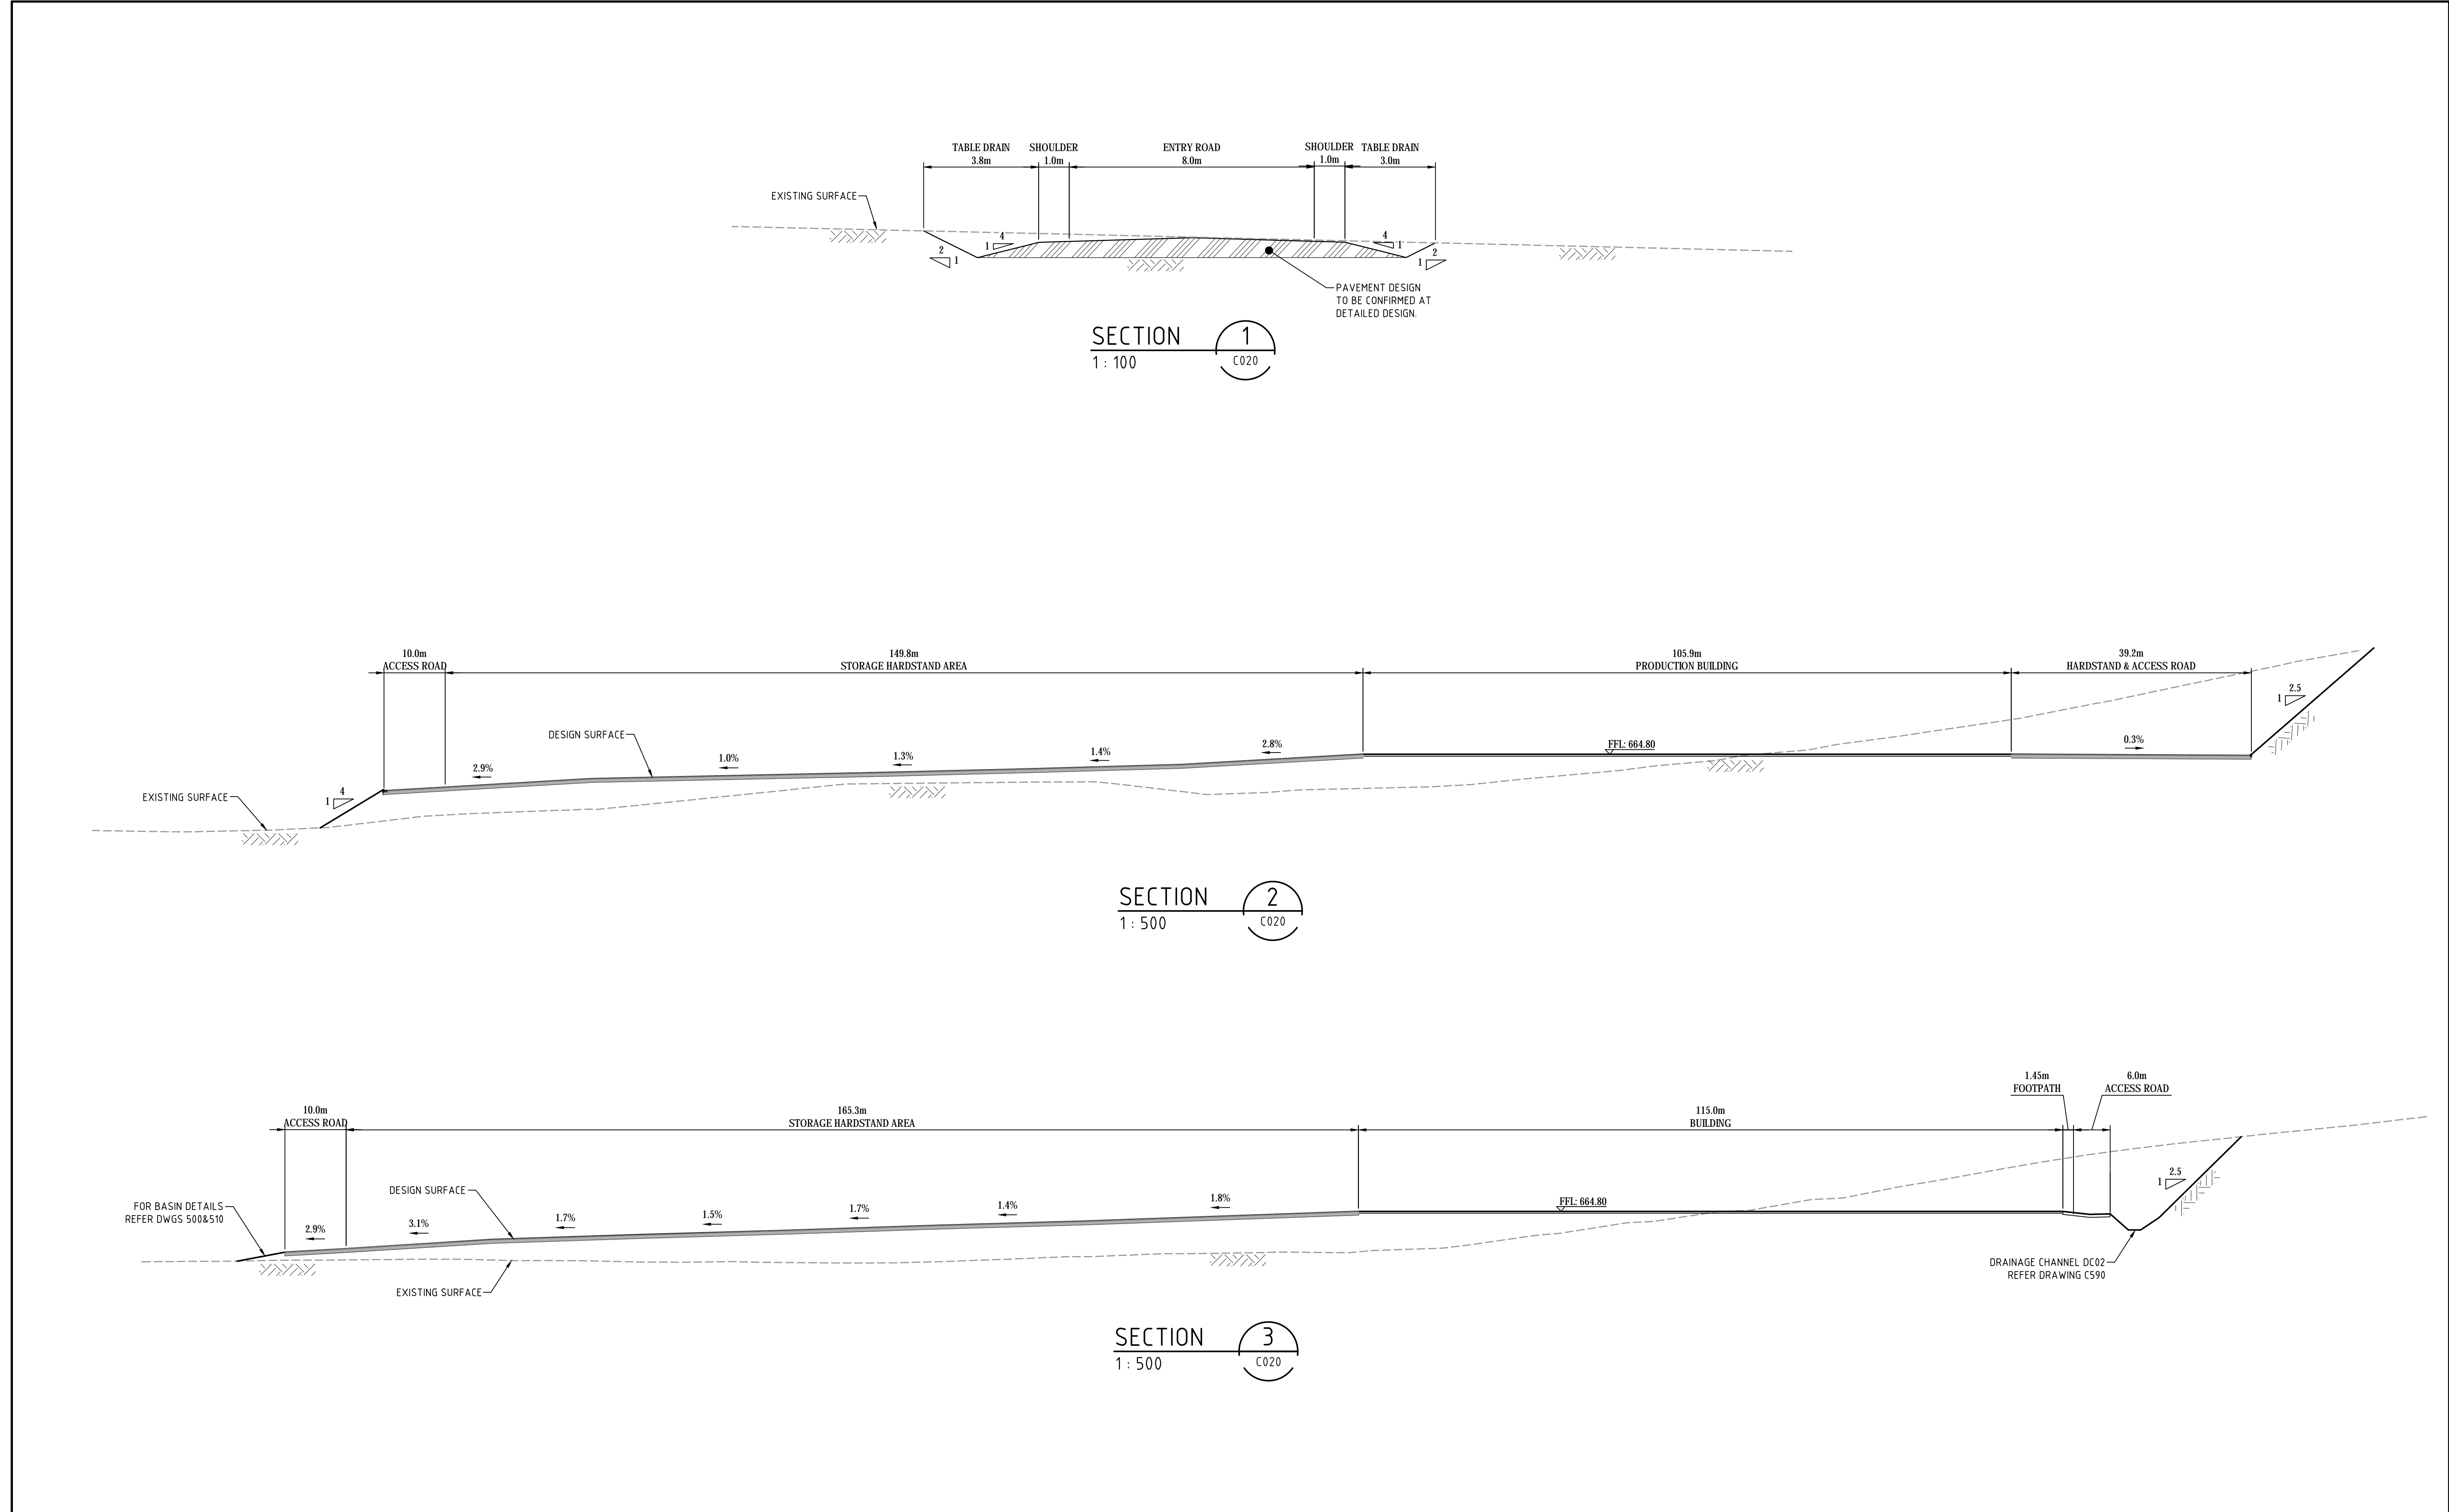 TABLE DRAIN SHOULDER ENTRY ROAD SHOULDER TABLE DRAIN
3.8m 1.0m 8.0m 1.0m 3.0m
EXISTING SURFACE
4
1
4
1
2
1
2
1
PAVEMENT DESIGN
TO BE CONFIRMED AT
DETAILED DESIGN.
SECTION 1
1 : 100 C020
10.0m 149.8m 105.9m 39.2m
ACCESS ROAD STORAGE HARDSTAND AREA PRODUCTION BUILDING HARDSTAND & ACCESS ROAD
2.5
1
DESIGN SURFACE
2.9% 1.0% 1.3% 1.4% 2.8% FFL: 664.80 0.3%
EXISTING SURFACE
4
1
SECTION 2
1 : 500 C020
1.45m 6.0m
FOOTPATH ACCESS ROAD
10.0m 165.3m 115.0m
ACCESS ROAD STORAGE HARDSTAND AREA BUILDING
2.5
1
DESIGN SURFACE
FOR BASIN DETAILS
REFER DWGS 500&510
2.9% 3.1% 1.7% 1.5% 1.7% 1.4% 1.8% FFL: 664.80
EXISTING SURFACE
DRAINAGE CHANNEL DC02
REFER DRAWING C590
SECTION 3
1 : 500 C020